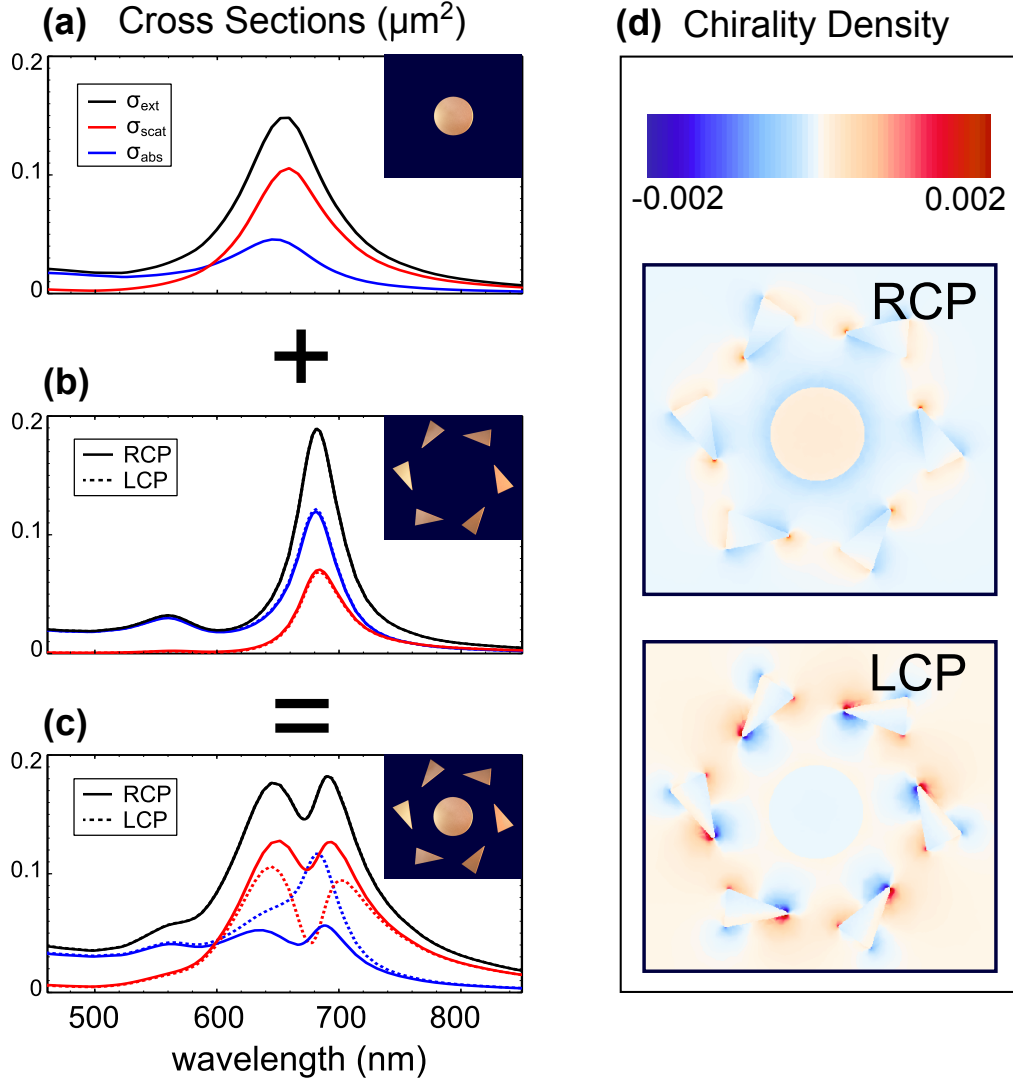 (a) Cross Sections (µm²)
0.2
σext
σscat
σabs
0.1
0
+
(b)
0.2
RCP
LCP
0.1
0
=
(c)
0.2
RCP
LCP
0.1
0
500 600 700 800
wavelength (nm)
(d) Chirality Density
-0.002 0.002
RCP
LCP